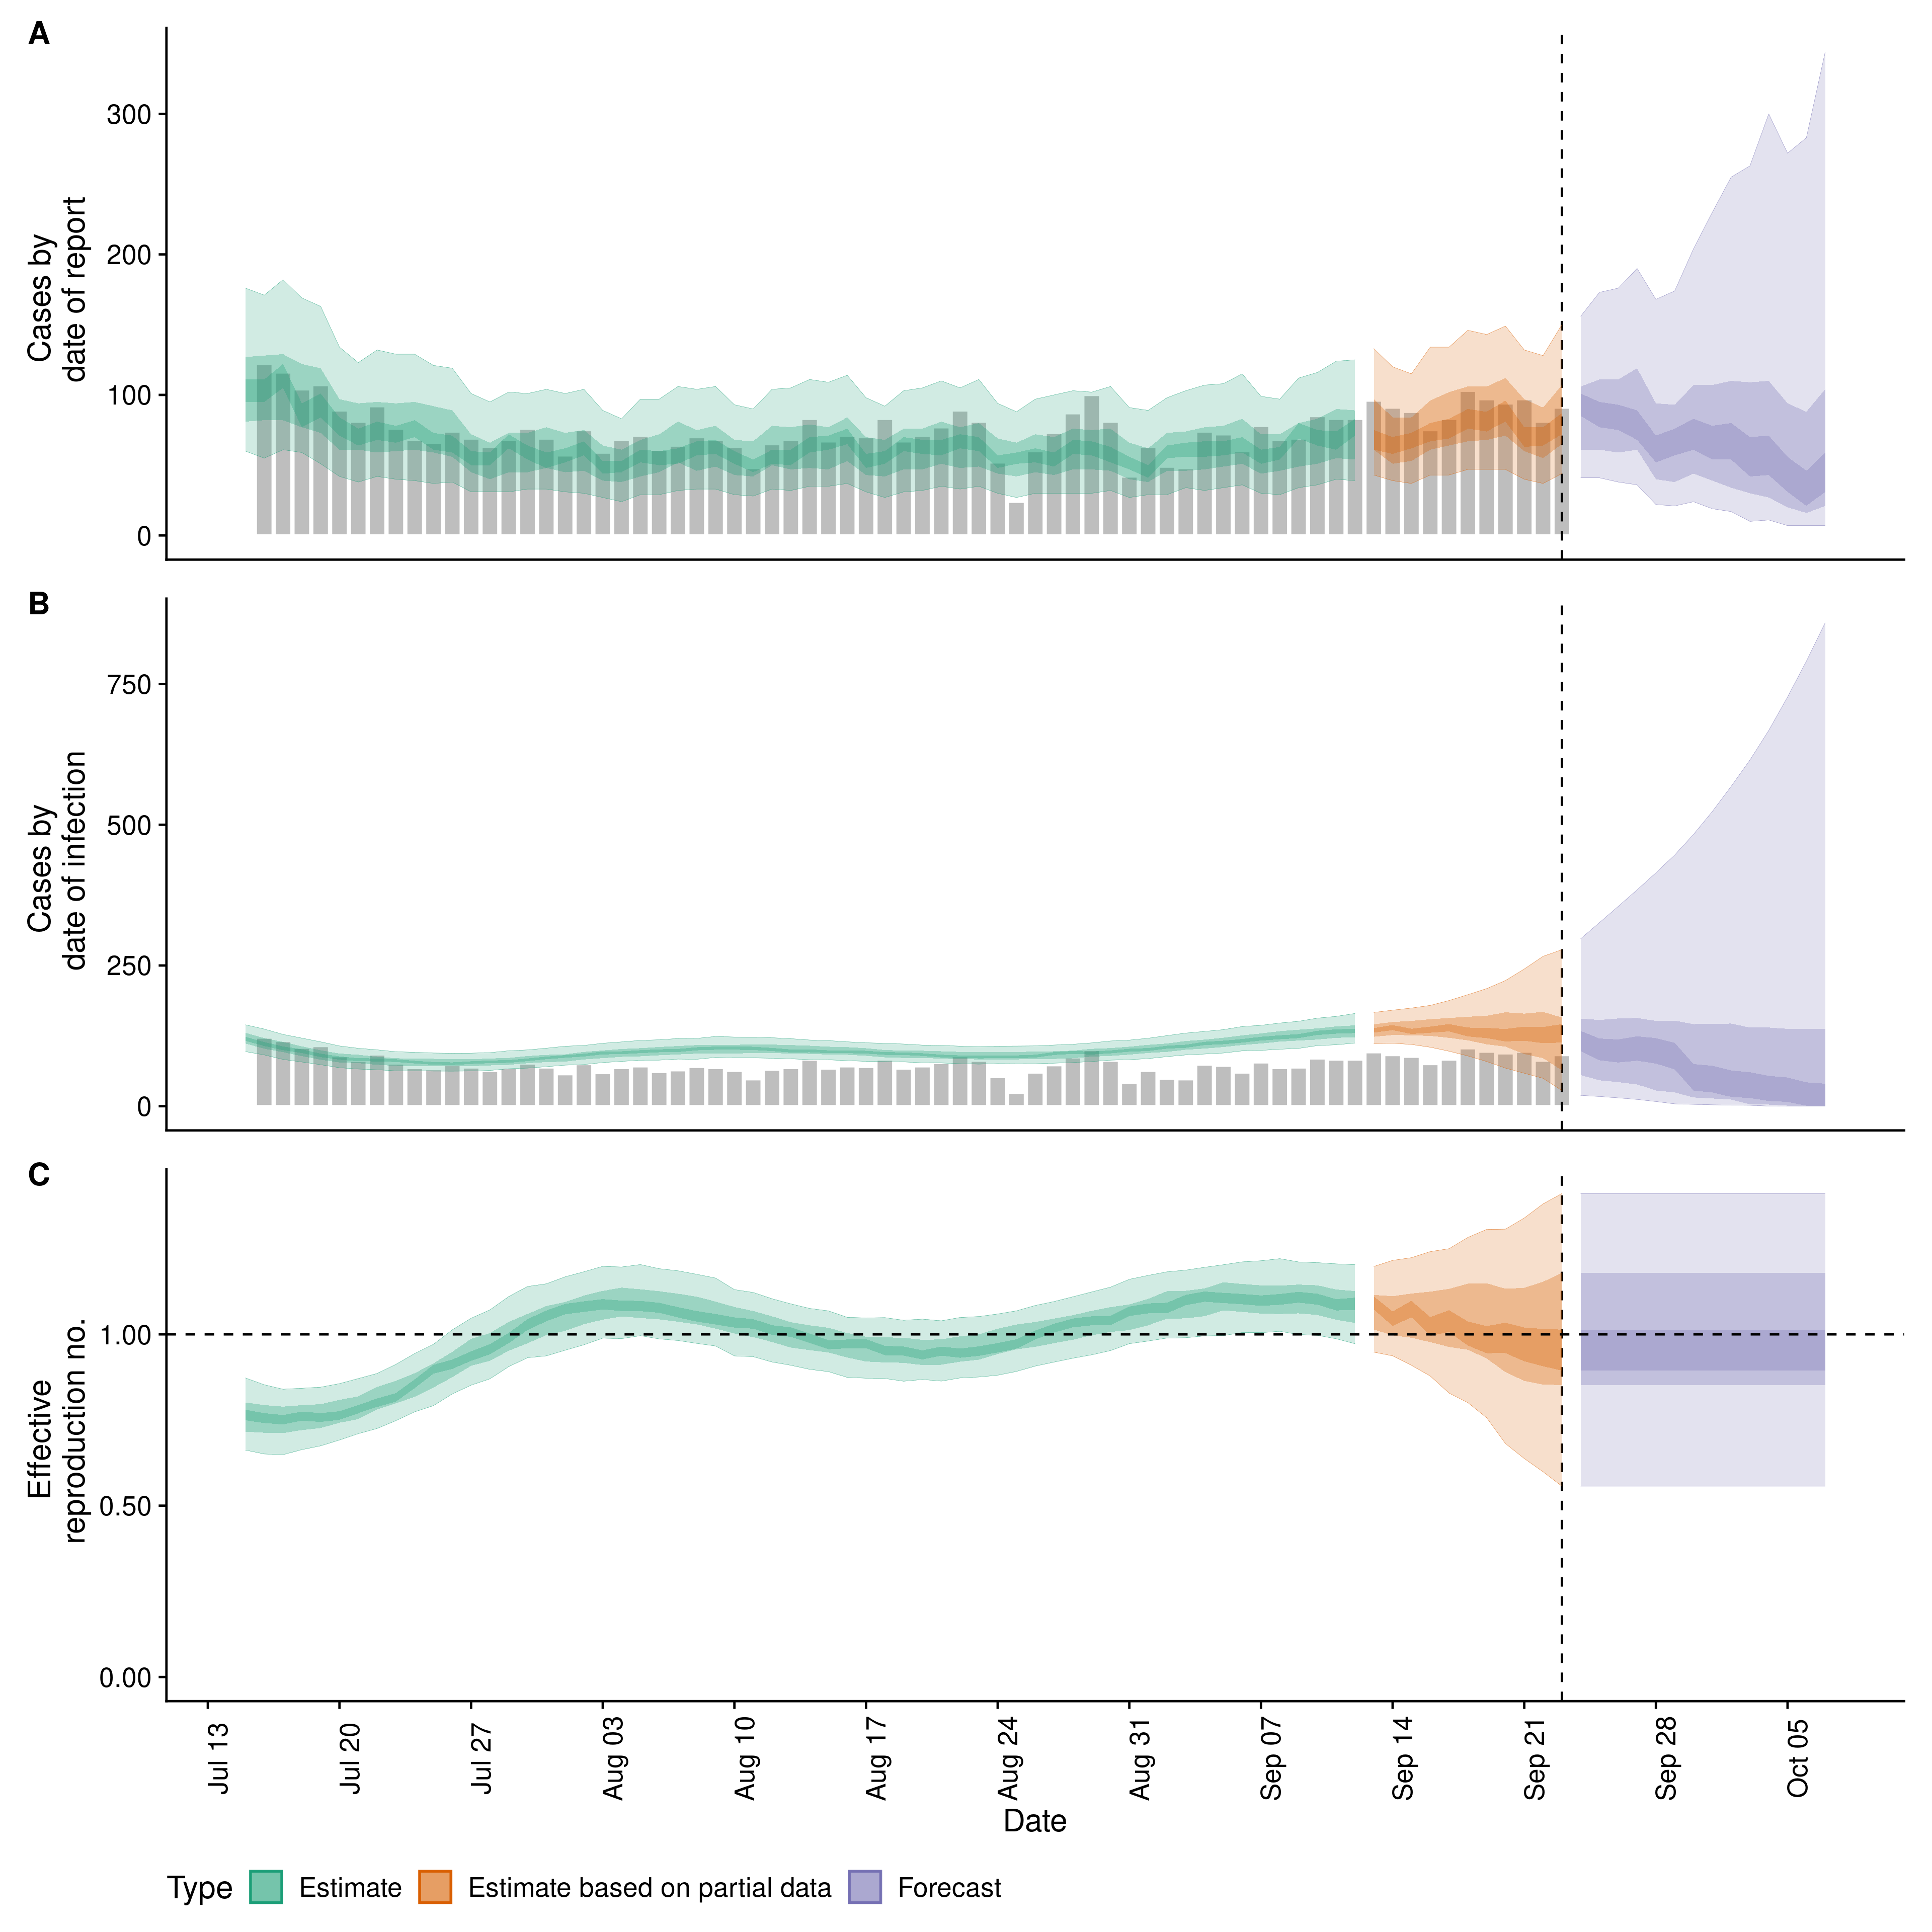 A
Cases by
date of report
300
200
100
0
B
Cases by
date of infection
750
500
250
0
C
Effective
reproduction no.
1.00
0.50
0.00
Jul 13
Jul 20
Jul 27
Aug 03
Aug 10
Aug 17
Aug 24
Aug 31
Sep 07
Sep 14
Sep 21
Sep 28
Oct 05
Date
Type Estimate Estimate based on partial data Forecast